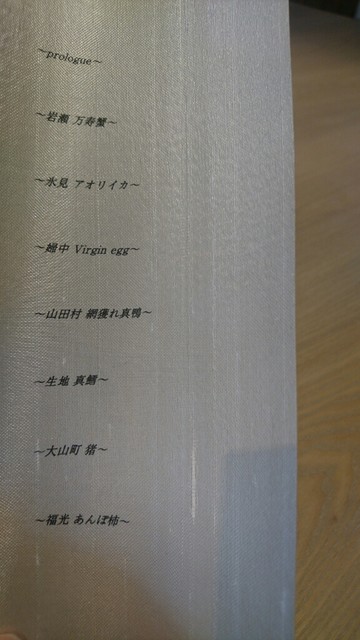 ～prologue～
～岩瀬 万寿蟹～
～氷見 アオリイカ～
～婦中 Virgin egg～
～山田村 網獲れ真鴨～
～生地 真鱈～
～大山町 猪～
～福光 あんぽ柿～